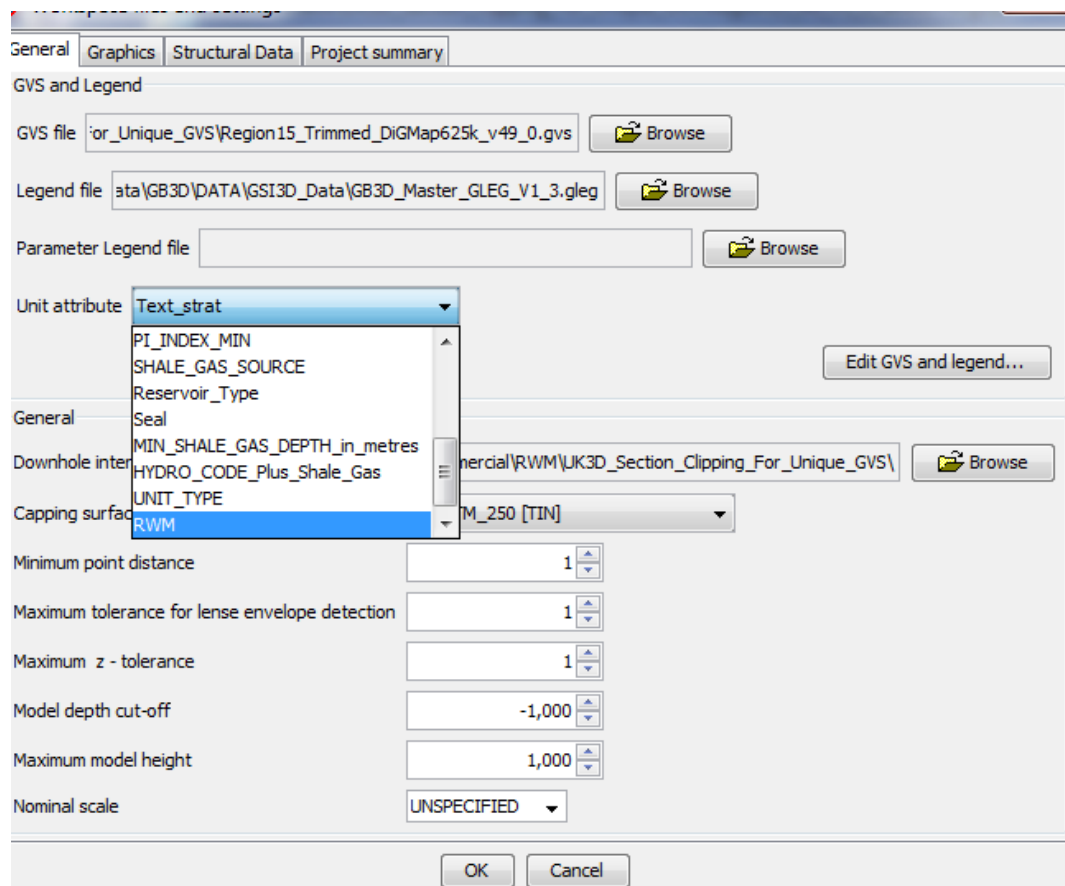 General Graphics Structural Data Project summary
GVS and Legend
GVS file or_Unique_GVS\Region15_Trimmed_DiGMap625k_v49_0.gvs Browse
Legend file ata\GB3D\DATA\GSI3D_Data\GB3D_Master_GLEG_V1_3.gleg Browse
Parameter Legend file Browse
Unit attribute Text_strat
PI_INDEX_MIN
SHALE_GAS_SOURCE
Edit GVS and legend...
Reservoir_Type
Seal
General
MIN_SHALE_GAS_DEPTH_in_metres
Downhole inter mercial\RWM\UK3D_Section_Clipping_For_Unique_GVS\ Browse
HYDRO_CODE_Plus_Shale_Gas
UNIT_TYPE
Capping surfac M_250 [TIN]
RWM
Minimum point distance 1
Maximum tolerance for lense envelope detection 1
Maximum z - tolerance 1
Model depth cut-off -1,000
Maximum model height 1,000
Nominal scale UNSPECIFIED
OK Cancel